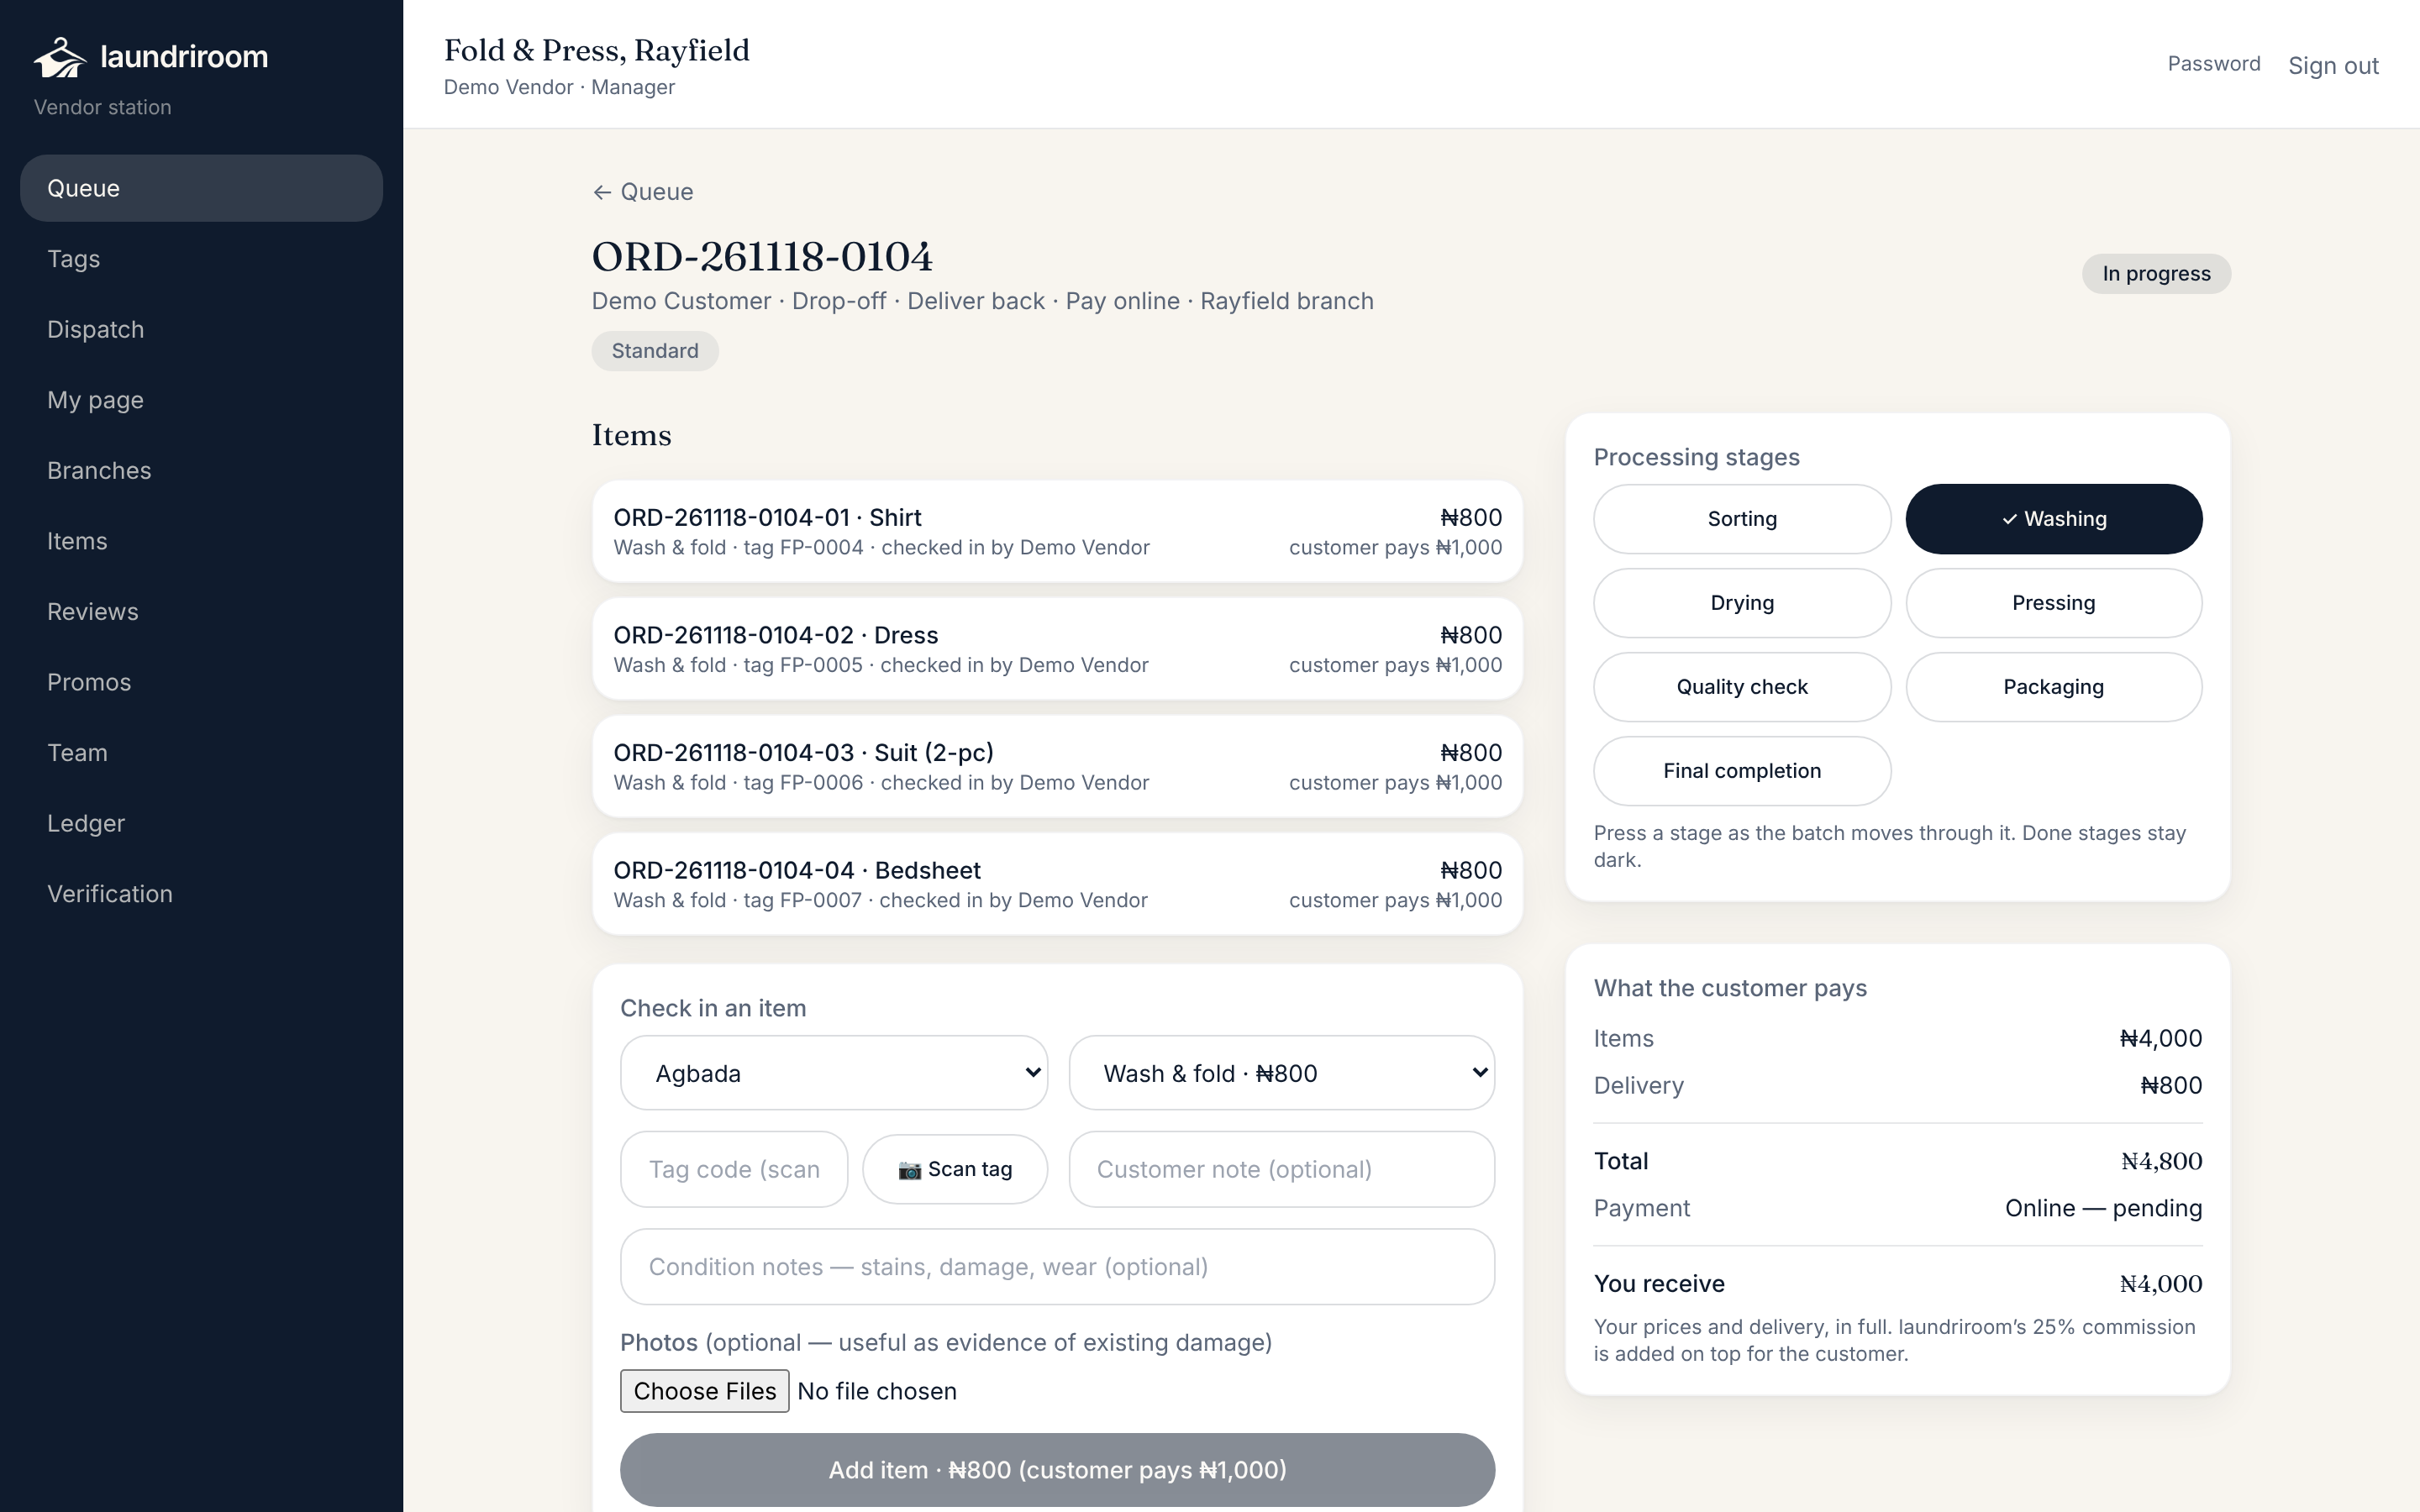 laundriroom
Vendor station
Queue
Tags
Dispatch
My page
Branches
Items
Reviews
Promos
Team
Ledger
Verification
Fold & Press, Rayfield
Demo Vendor · Manager
Password
Sign out
← Queue
ORD-261118-0104
Demo Customer · Drop-off · Deliver back · Pay online · Rayfield branch
Standard
In progress
Items
ORD-261118-0104-01 · Shirt
₦800
Wash & fold · tag FP-0004 · checked in by Demo Vendor
customer pays ₦1,000
ORD-261118-0104-02 · Dress
₦800
Wash & fold · tag FP-0005 · checked in by Demo Vendor
customer pays ₦1,000
ORD-261118-0104-03 · Suit (2-pc)
₦800
Wash & fold · tag FP-0006 · checked in by Demo Vendor
customer pays ₦1,000
ORD-261118-0104-04 · Bedsheet
₦800
Wash & fold · tag FP-0007 · checked in by Demo Vendor
customer pays ₦1,000
Check in an item
Agbada
Wash & fold · ₦800
Tag code (scan
📷 Scan tag
Customer note (optional)
Condition notes — stains, damage, wear (optional)
Photos (optional — useful as evidence of existing damage)
Choose Files No file chosen
Add item · ₦800 (customer pays ₦1,000)
Processing stages
Sorting
✓ Washing
Drying
Pressing
Quality check
Packaging
Final completion
Press a stage as the batch moves through it. Done stages stay
dark.
What the customer pays
Items
₦4,000
Delivery
₦800
Total
₦4,800
Payment
Online — pending
You receive
₦4,000
Your prices and delivery, in full. laundriroom’s 25% commission
is added on top for the customer.